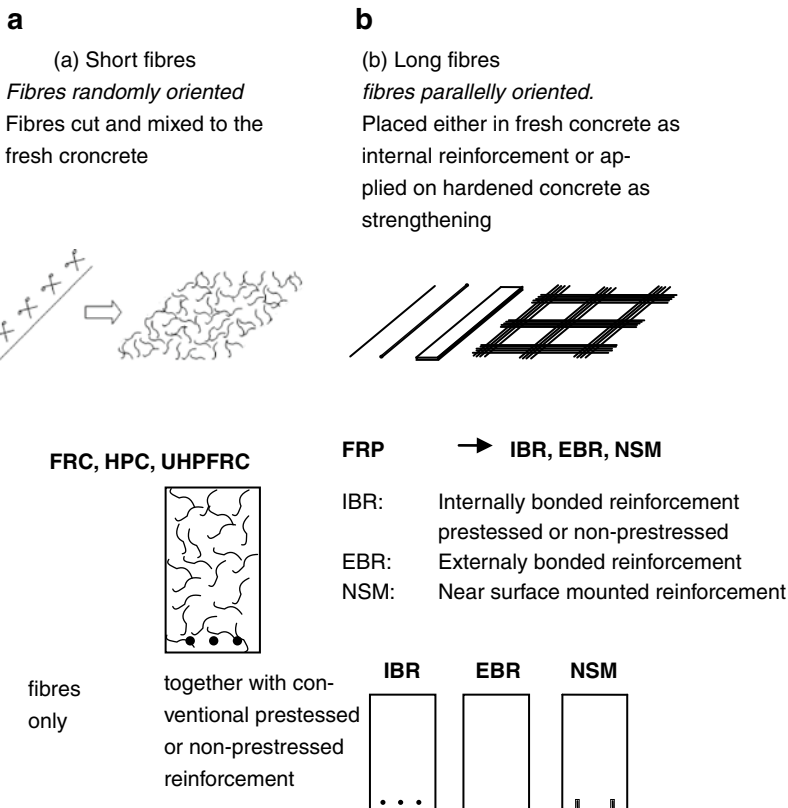 a
(a) Short fibres
Fibres randomly oriented
Fibres cut and mixed to the
fresh croncrete
b
(b) Long fibres
fibres parallelly oriented.
Placed either in fresh concrete as
internal reinforcement or ap-
plied on hardened concrete as
strengthening
FRC, HPC, UHPFRC
fibres
only
together with con-
ventional prestessed
or non-prestressed
reinforcement
FRP → IBR, EBR, NSM
IBR: Internally bonded reinforcement
prestessed or non-prestressed
EBR: Externaly bonded reinforcement
NSM: Near surface mounted reinforcement
IBR EBR NSM